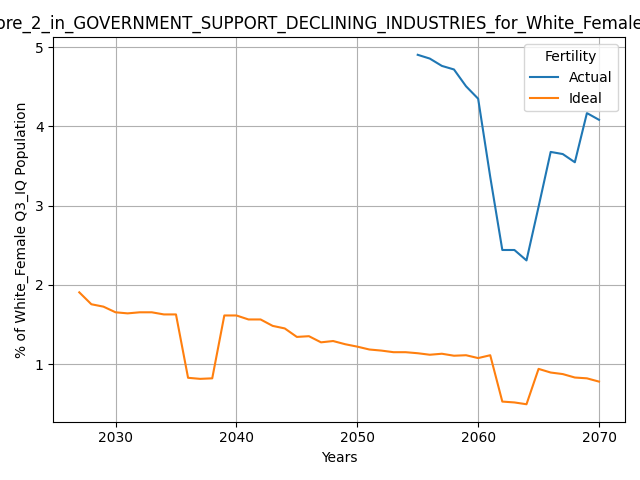 ore_2_in_GOVERNMENT_SUPPORT_DECLINING_INDUSTRIES_for_White_Female
Fertility
Actual
Ideal
% of White_Female Q3_IQ Population
5
4
3
2
1
2030 2040 2050 2060 2070
Years